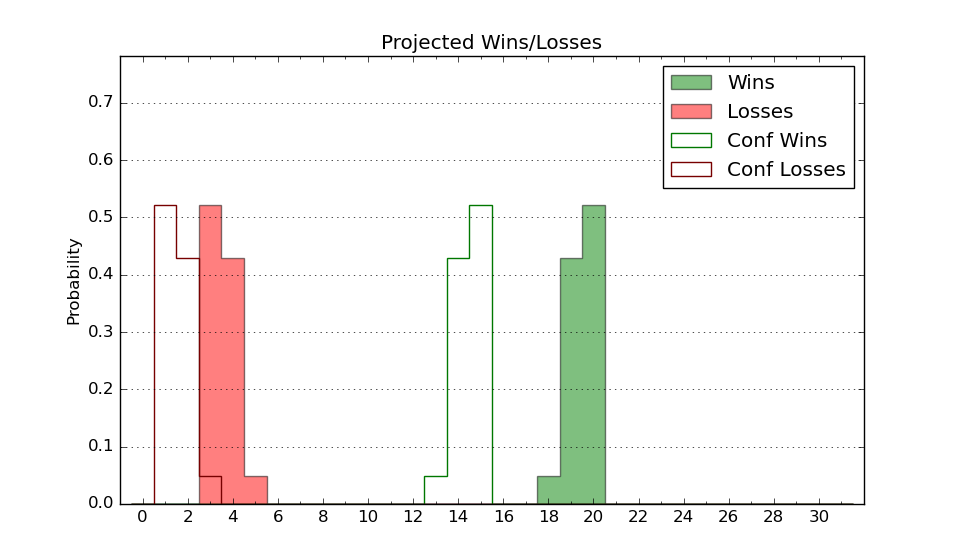 Projected Wins/Losses
Wins
Losses
Conf Wins
Conf Losses
Probability
0.7
0.6
0.5
0.4
0.3
0.2
0.1
0.0
0 2 4 6 8 10 12 14 16 18 20 22 24 26 28 30